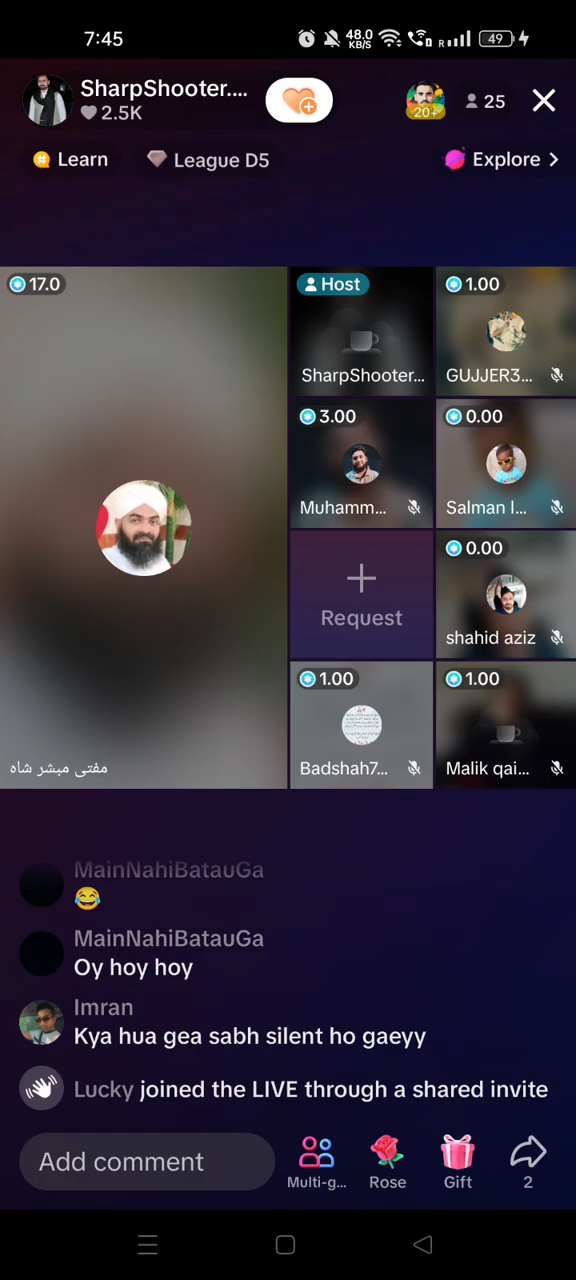 7:45
48.0
KB/S
R
49
SharpShooter....
2.5K
20+
25
Learn
League D5
Explore
17.0
Host
1.00
SharpShooter...
GUJJER3...
3.00
0.00
Muhamm...
Salman I...
0.00
Request
shahid aziz
1.00
1.00
Badshah7...
Malik qai...
مفتی مبشر شاہ
MainNahiBatauGa
😂
MainNahiBatauGa
Oy hoy hoy
Imran
Kya hua gea sabh silent ho gaeyy
Lucky joined the LIVE through a shared invite
Add comment
Multi-g...
Rose
Gift
2